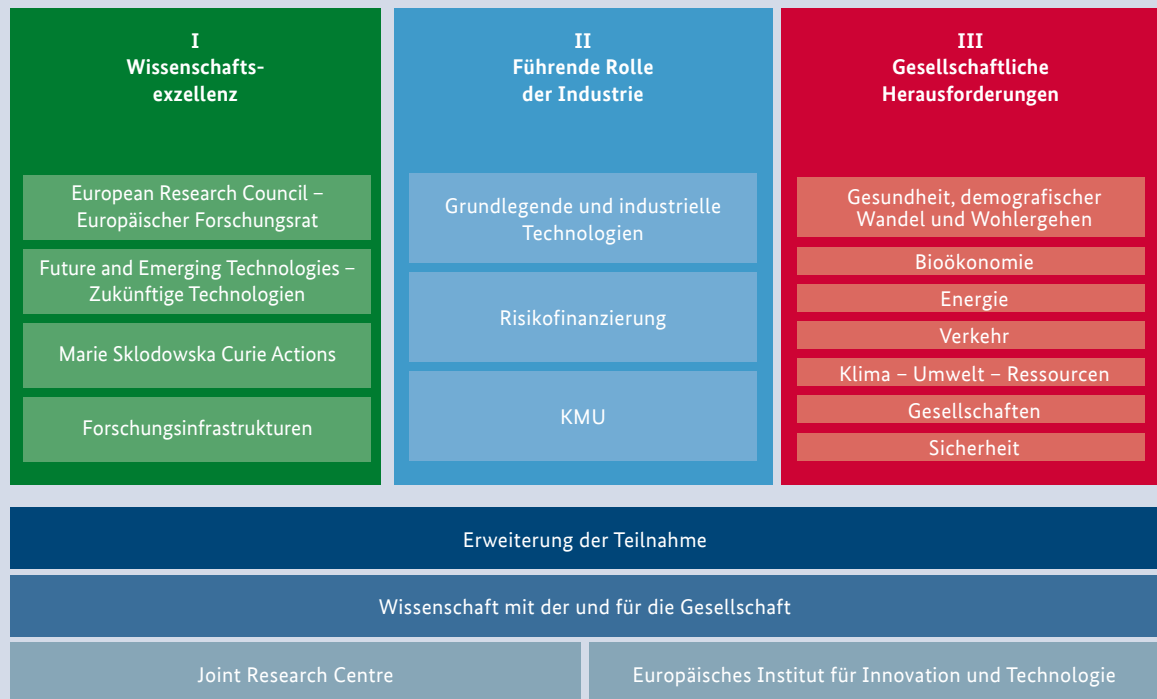 I
Wissenschafts-
exzellenz
European Research Council –
Europäischer Forschungsrat
Future and Emerging Technologies –
Zukünftige Technologien
Marie Sklodowska Curie Actions
Forschungsinfrastrukturen
II
Führende Rolle
der Industrie
Grundlegende und industrielle
Technologien
Risikofinanzierung
KMU
III
Gesellschaftliche
Herausforderungen
Gesundheit, demografischer
Wandel und Wohlergehen
Bioökonomie
Energie
Verkehr
Klima – Umwelt – Ressourcen
Gesellschaften
Sicherheit
Erweiterung der Teilnahme
Wissenschaft mit der und für die Gesellschaft
Joint Research Centre
Europäisches Institut für Innovation und Technologie